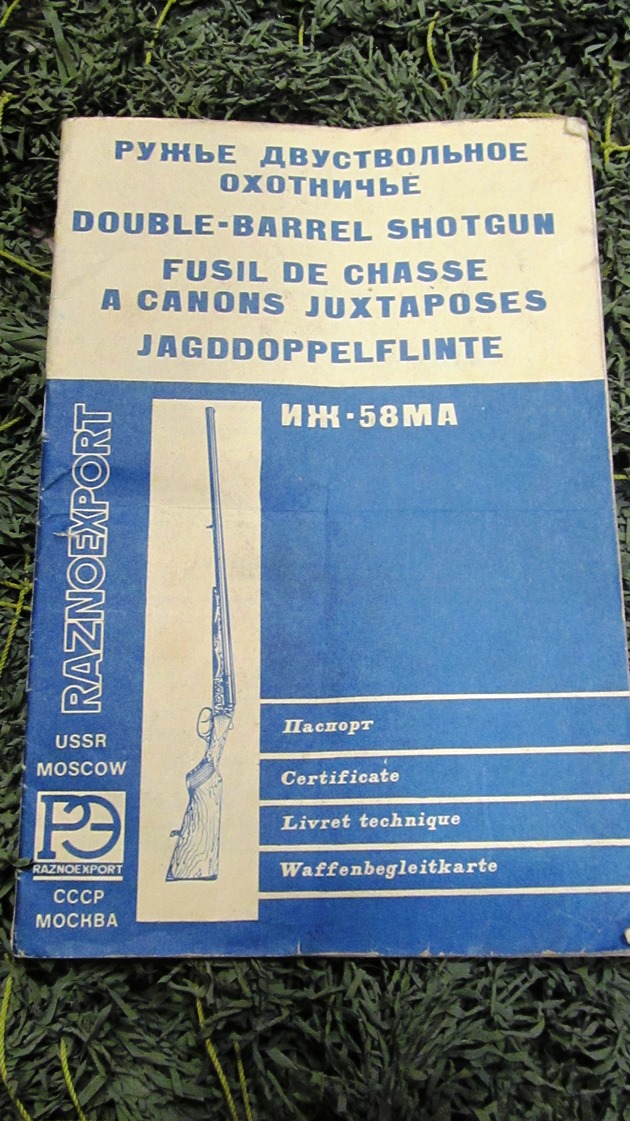 РУЖЬЕ ДВУСТВОЛЬНОЕ
ОХОТНИЧЬЕ
DOUBLE-BARREL SHOTGUN
FUSIL DE CHASSE
A CANONS JUXTAPOSES
JAGDDOPPELFLINTE
ИЖ·58МА
RAZNOEXPORT
USSR
MOSCOW
РЭ
RAZNOEXPORT
СССР
МОСКВА
Паспорт
Certificate
Livret technique
Waffenbegleitkarte